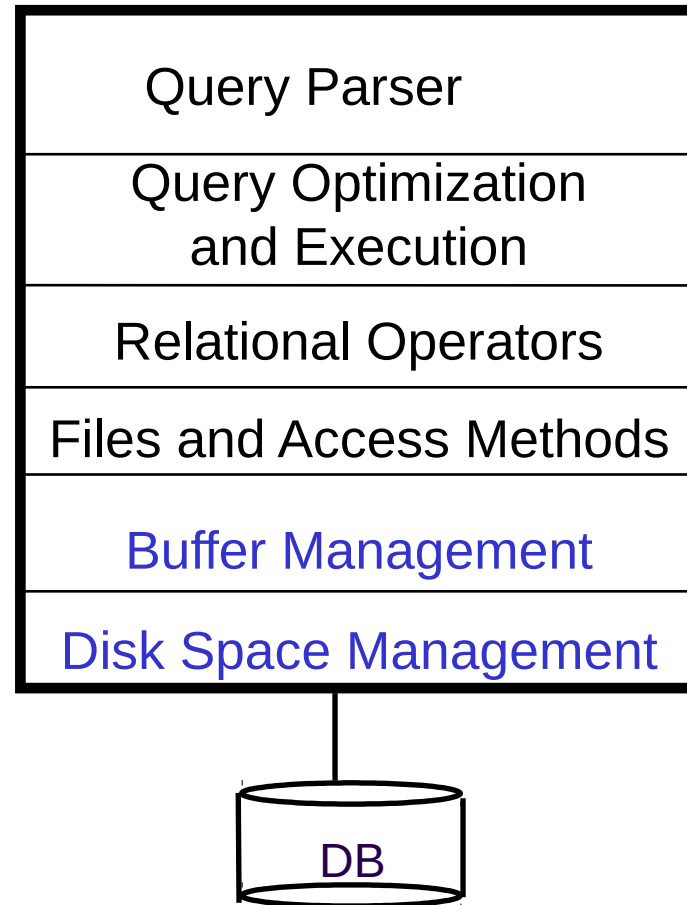 Query Parser
Query Optimization
and Execution
Relational Operators
Files and Access Methods
Buffer Management
Disk Space Management
DB